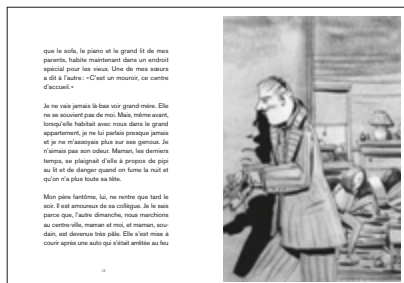 que le sofa, le piano et le grand lit de mes
parents, habite maintenant dans un endroit
spécial pour les vieux. Une de mes sœurs
a dit à l'autre: «C'est un mouroir, ce centre
d'accueil.»
Je ne vais jamais là-bas voir grand-mère. Elle
ne se souvient pas de moi. Mais, même avant,
lorsqu'elle habitait avec nous dans le grand
appartement, je ne lui parlais presque jamais
et je ne m'assoyais plus sur ses genoux. Je
n'aimais pas son odeur. Maman, les derniers
temps, se plaignait d'elle à propos de pipi
au lit et de danger quand on fume la nuit et
qu'on n'a plus toute sa tête.
Mon père fantôme, lui, ne rentre que tard le
soir. Il est amoureux de sa collègue. Je le sais
parce que, l'autre dimanche, nous marchions
au centre-ville, maman et moi, et maman, sou-
dain, est devenue très pâle. Elle s'est mise à
courir après une auto qui s'était arrêtée au feu